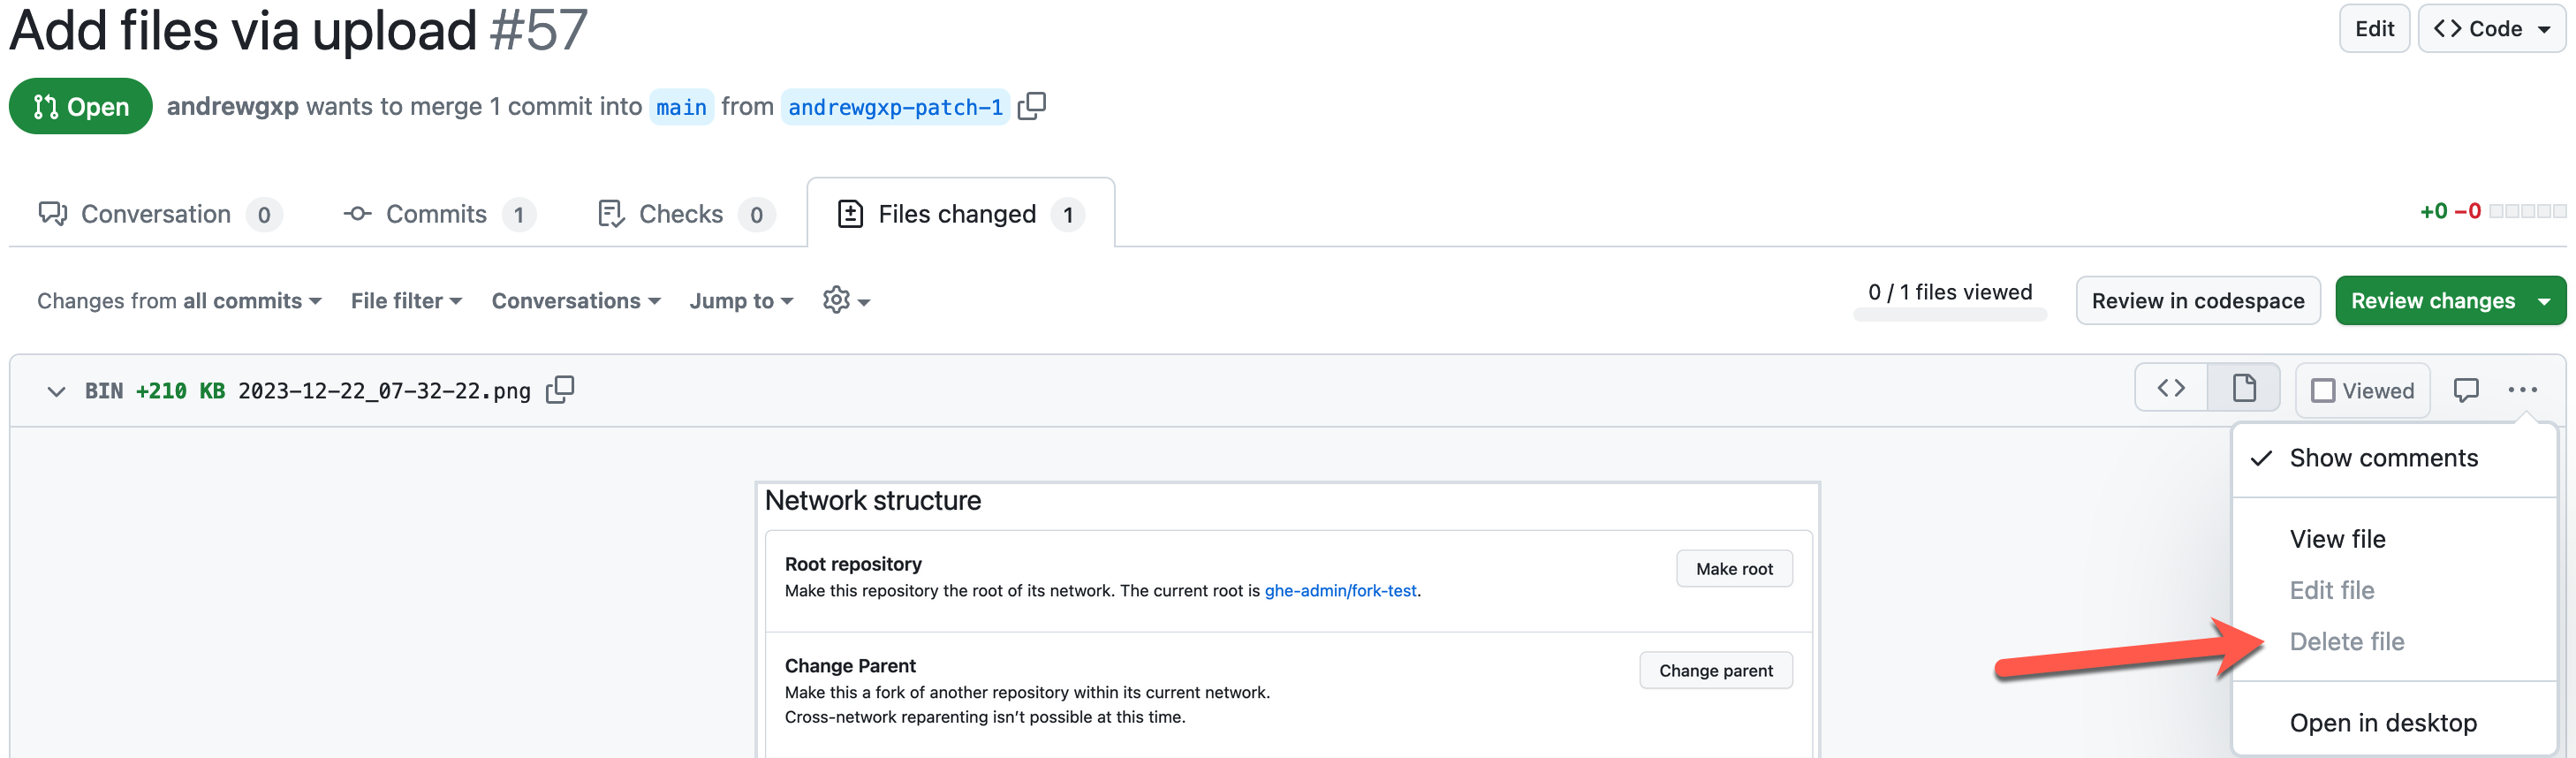 Add files via upload #57
Edit
Code
Open
andrewgxp wants to merge 1 commit into main from andrewgxp-patch-1
Conversation 0
Commits 1
Checks 0
Files changed 1
+0 −0
Changes from all commits
File filter
Conversations
Jump to
0 / 1 files viewed
Review in codespace
Review changes
BIN +210 KB 2023-12-22_07-32-22.png
Viewed
Show comments
View file
Edit file
Delete file
Open in desktop
Network structure
Root repository
Make this repository the root of its network. The current root is ghe-admin/fork-test.
Make root
Change Parent
Make this a fork of another repository within its current network.
Cross-network reparenting isn’t possible at this time.
Change parent